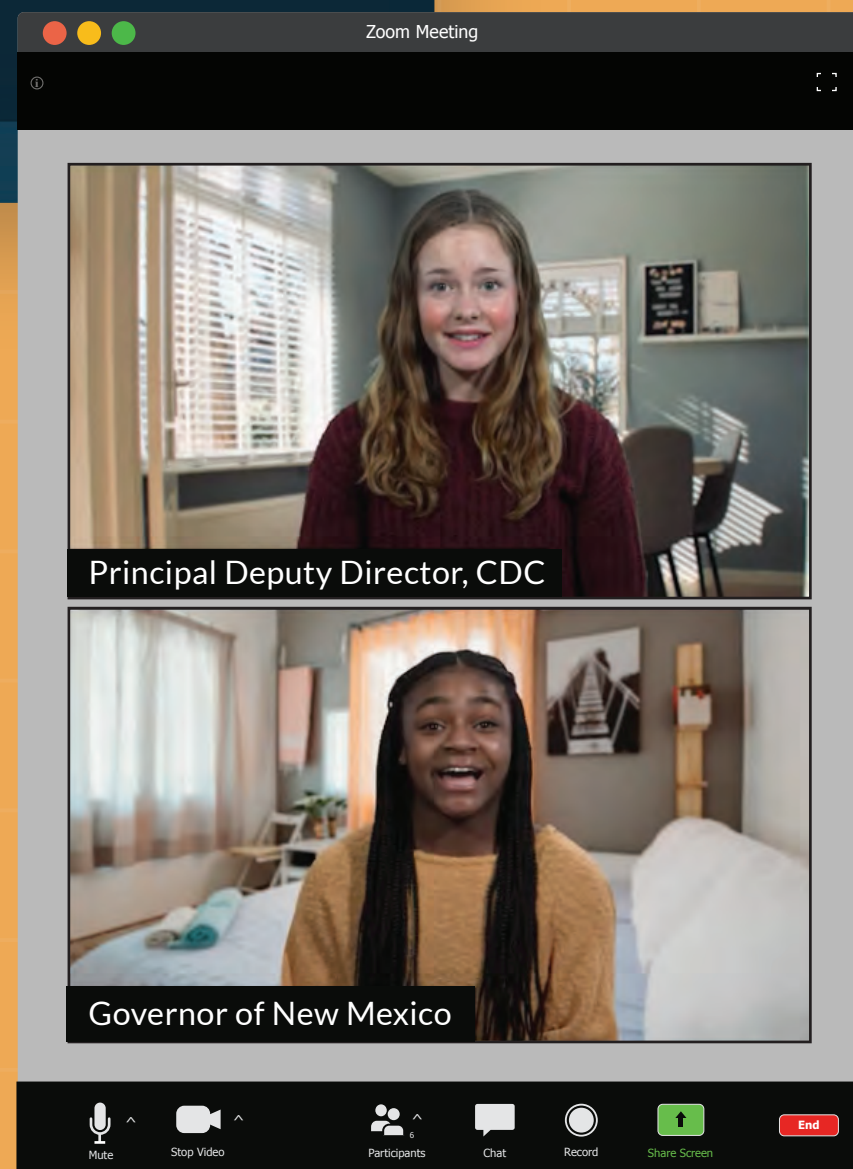 Zoom Meeting
Principal Deputy Director, CDC
Governor of New Mexico
6
Mute
Stop Video
Participants
Chat
Record
Share Screen
End